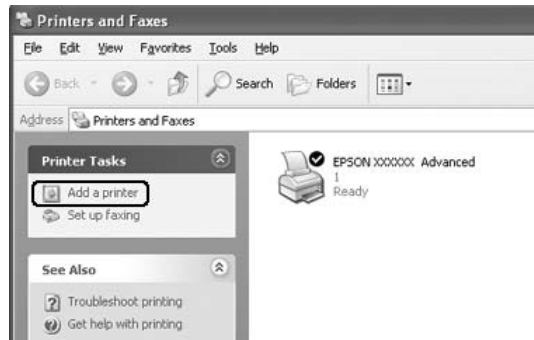 Printers and Faxes
File Edit View Favorites Tools Help
Back Search Folders
Address Printers and Faxes
Printer Tasks
Add a printer
Set up faxing
See Also
Troubleshoot printing
Get help with printing
EPSON XXXXXX Advanced
1
Ready